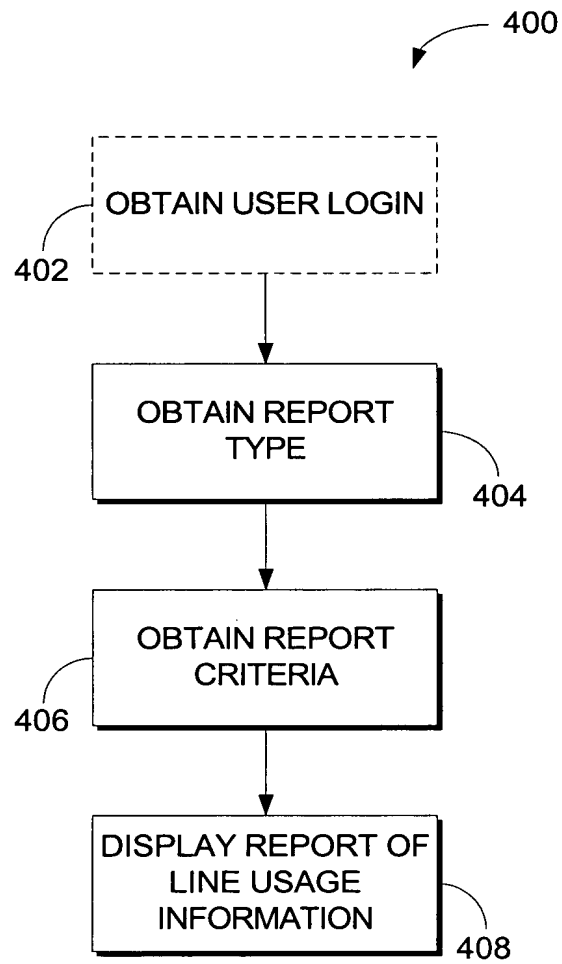 400
OBTAIN USER LOGIN
402
OBTAIN REPORT
TYPE
404
OBTAIN REPORT
CRITERIA
406
DISPLAY REPORT OF
LINE USAGE
INFORMATION
408